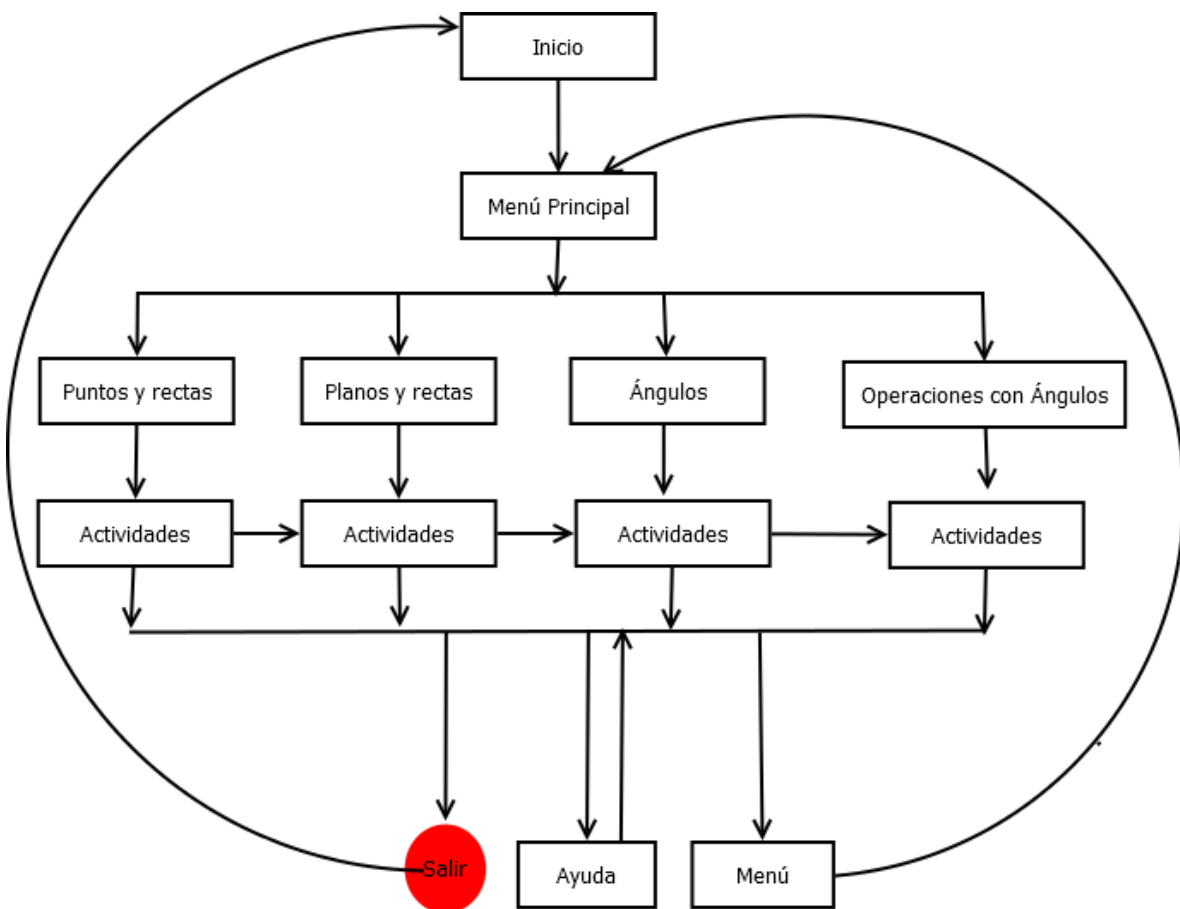 Inicio
Menú Principal
Puntos y rectas
Planos y rectas
Ángulos
Operaciones con Ángulos
Actividades
Actividades
Actividades
Actividades
Salir
Ayuda
Menú